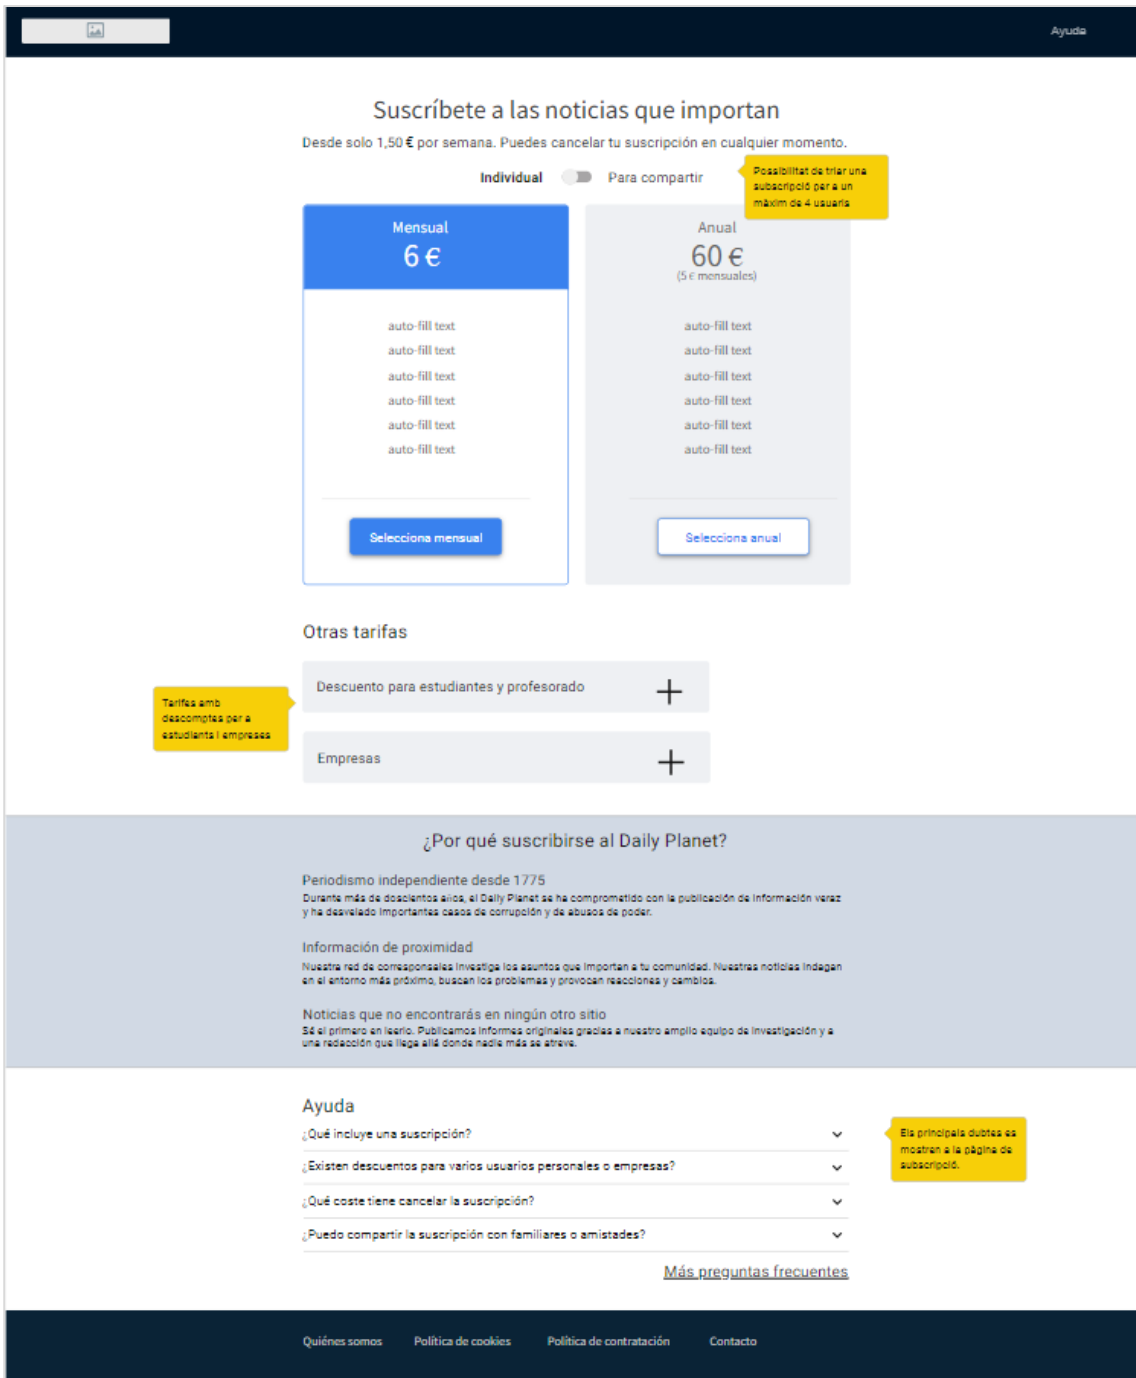 Ayuda
Suscríbete a las noticias que importan
Desde solo 1,50 € por semana. Puedes cancelar tu suscripción en cualquier momento.
Individual Para compartir
Possibilitat de triar una
subscripció per a un
màxim de 4 usuaris
Mensual
6 €
Anual
60 €
(5 € mensuales)
auto-fill text
auto-fill text
auto-fill text
auto-fill text
auto-fill text
auto-fill text
Selecciona mensual
auto-fill text
auto-fill text
auto-fill text
auto-fill text
auto-fill text
auto-fill text
Selecciona anual
Otras tarifas
Descuento para estudiantes y profesorado
Tarifes amb
descomptes per a
estudiants i empreses
Empresas
¿Por qué suscribirse al Daily Planet?
Periodismo independiente desde 1775
Durante más de doscientos años, el Daily Planet se ha comprometido con la publicación de información veraz
y ha desvelado importantes casos de corrupción y de abusos de poder.
Información de proximidad
Nuestra red de corresponsales investiga los asuntos que importan a tu comunidad. Nuestras noticias indagan
en el entorno más próximo, buscan los problemas y provocan reacciones y cambios.
Noticias que no encontrarás en ningún otro sitio
Sé el primero en leerlo. Publicamos informes originales gracias a nuestro amplio equipo de investigación y a
una redacción que llega allá donde nadie más se atreve.
Ayuda
¿Qué incluye una suscripción?
¿Existen descuentos para varios usuarios personales o empresas?
¿Qué coste tiene cancelar la suscripción?
¿Puedo compartir la suscripción con familiares o amistades?
Els principals dubtes es
mostren a la pàgina de
subscripció.
Más preguntas frecuentes
Quiénes somos Política de cookies Política de contratación Contacto